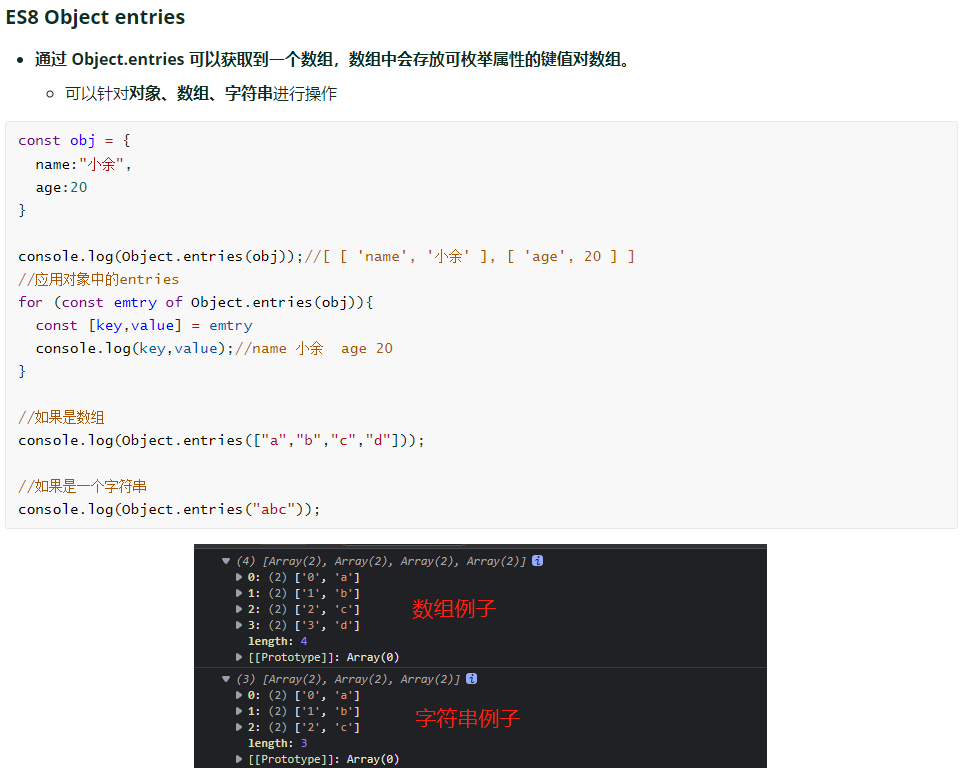 ES8 Object entries
• 通过 Object.entries 可以获取到一个数组，数组中会存放可枚举属性的键值对数组。
○ 可以针对对象、数组、字符串进行操作
const obj = {
  name:"小余",
  age:20
}
console.log(Object.entries(obj));//[ [ 'name', '小余' ], [ 'age', 20 ] ]
//应用对象中的entries
for (const emtry of Object.entries(obj)){
  const [key,value] = emtry
  console.log(key,value);//name 小余  age 20
}
//如果是数组
console.log(Object.entries(["a","b","c","d"]));
//如果是一个字符串
console.log(Object.entries("abc"));
▼ (4) [Array(2), Array(2), Array(2), Array(2)] i
▶ 0: (2) ['0', 'a']
▶ 1: (2) ['1', 'b']
▶ 2: (2) ['2', 'c']
▶ 3: (2) ['3', 'd']
数组例子
length: 4
▶ [[Prototype]]: Array(0)
▼ (3) [Array(2), Array(2), Array(2)] i
▶ 0: (2) ['0', 'a']
▶ 1: (2) ['1', 'b']
▶ 2: (2) ['2', 'c']
字符串例子
length: 3
▶ [[Prototype]]: Array(0)